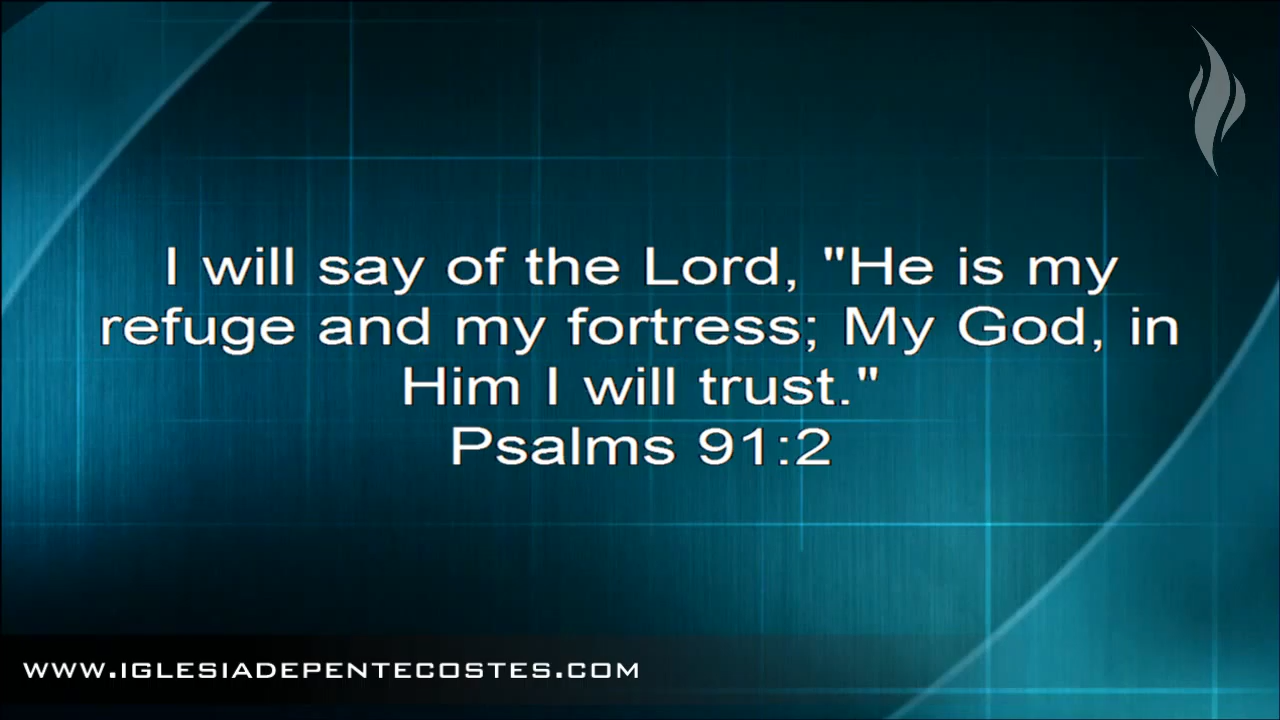 I will say of the Lord, "He is my
refuge and my fortress; My God, in
Him I will trust."
Psalms 91:2
WWW.IGLESIADEPENTECOSTES.COM